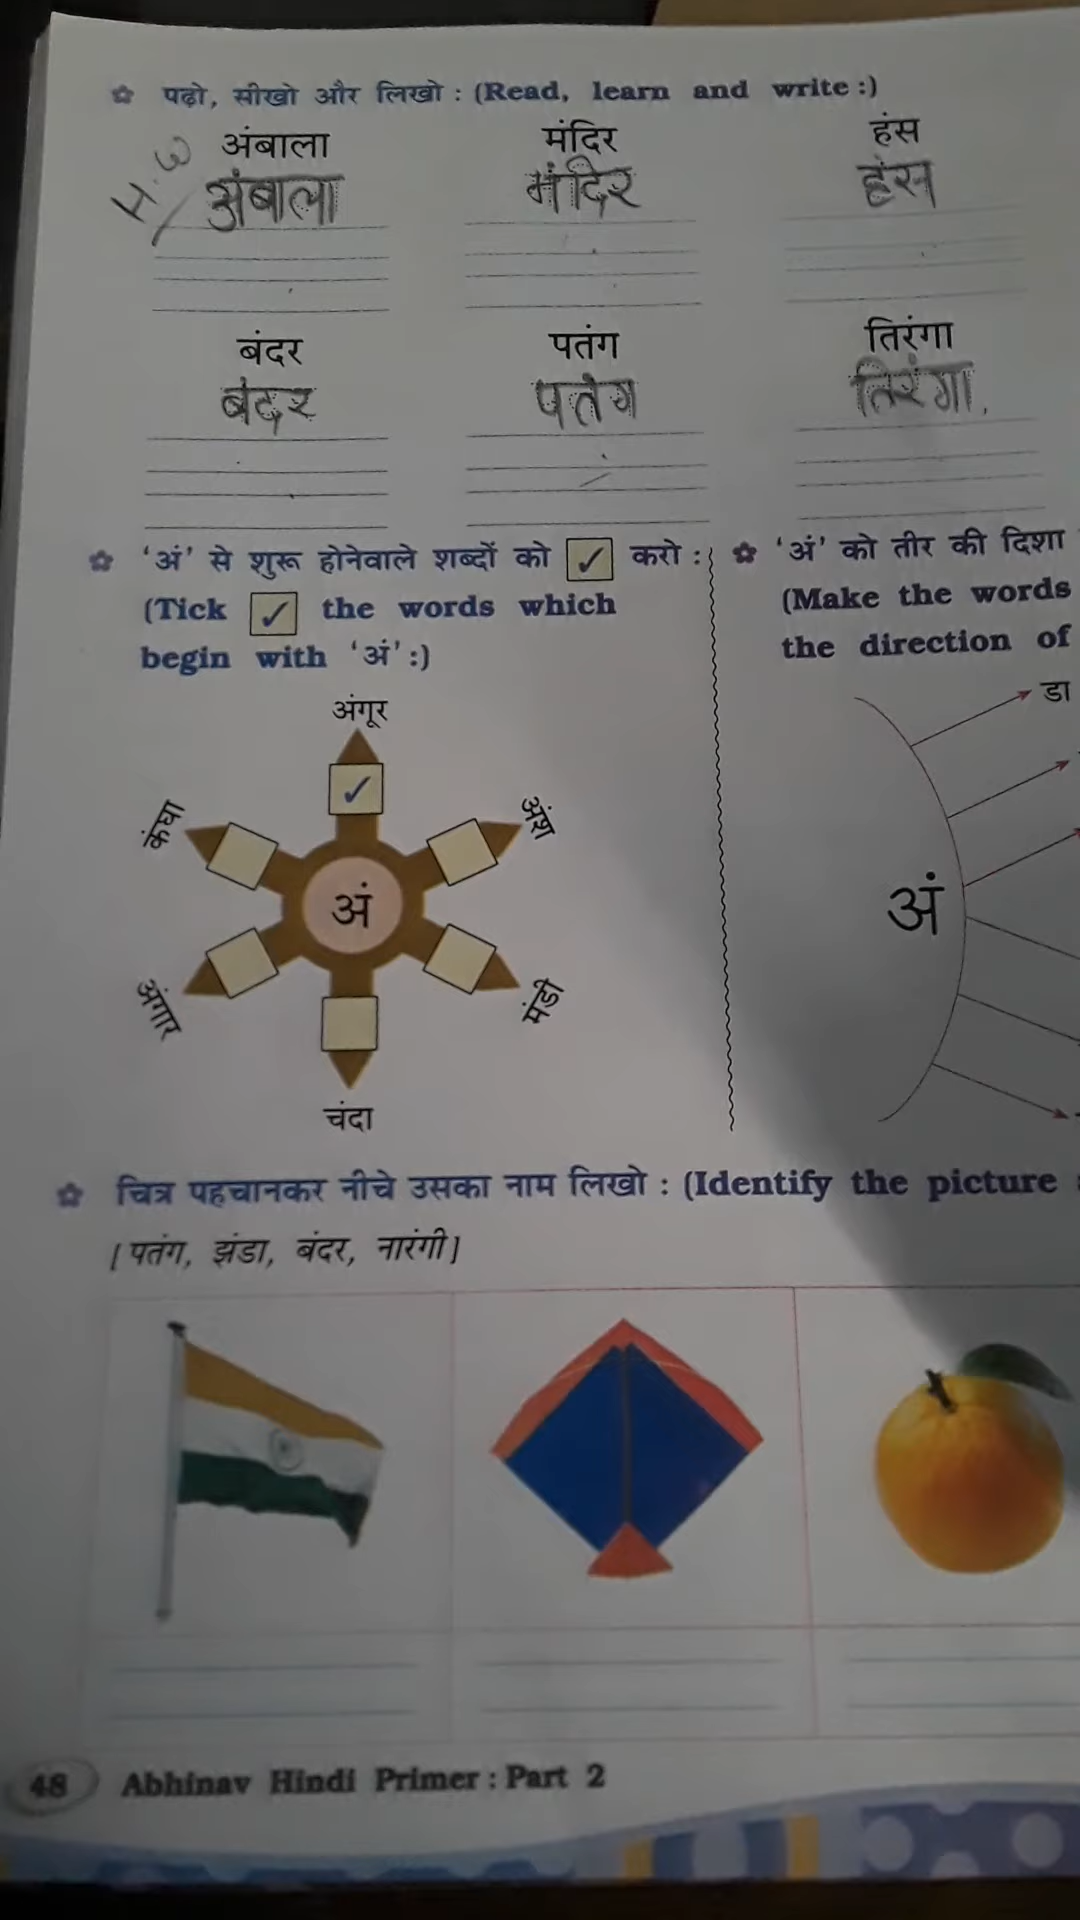 पढ़ो, सीखो और लिखो : (Read, learn and write :)
अंबाला मंदिर हंस
H.W अंबाला मंदिर हंस
बंदर पतंग तिरंगा
बंदर पतंग तिरंगा
'अं' से शुरू होनेवाले शब्दों को ✓ करो :
(Tick ✓ the words which
begin with 'अं' :)
अंगूर
✓
कंघा
अंश
अं
अंगार
मंडी
चंदा
'अं' को तीर की दिशा
(Make the words
the direction of
डा
अं
चित्र पहचानकर नीचे उसका नाम लिखो : (Identify the picture
[पतंग, झंडा, बंदर, नारंगी]
48 Abhinav Hindi Primer : Part 2